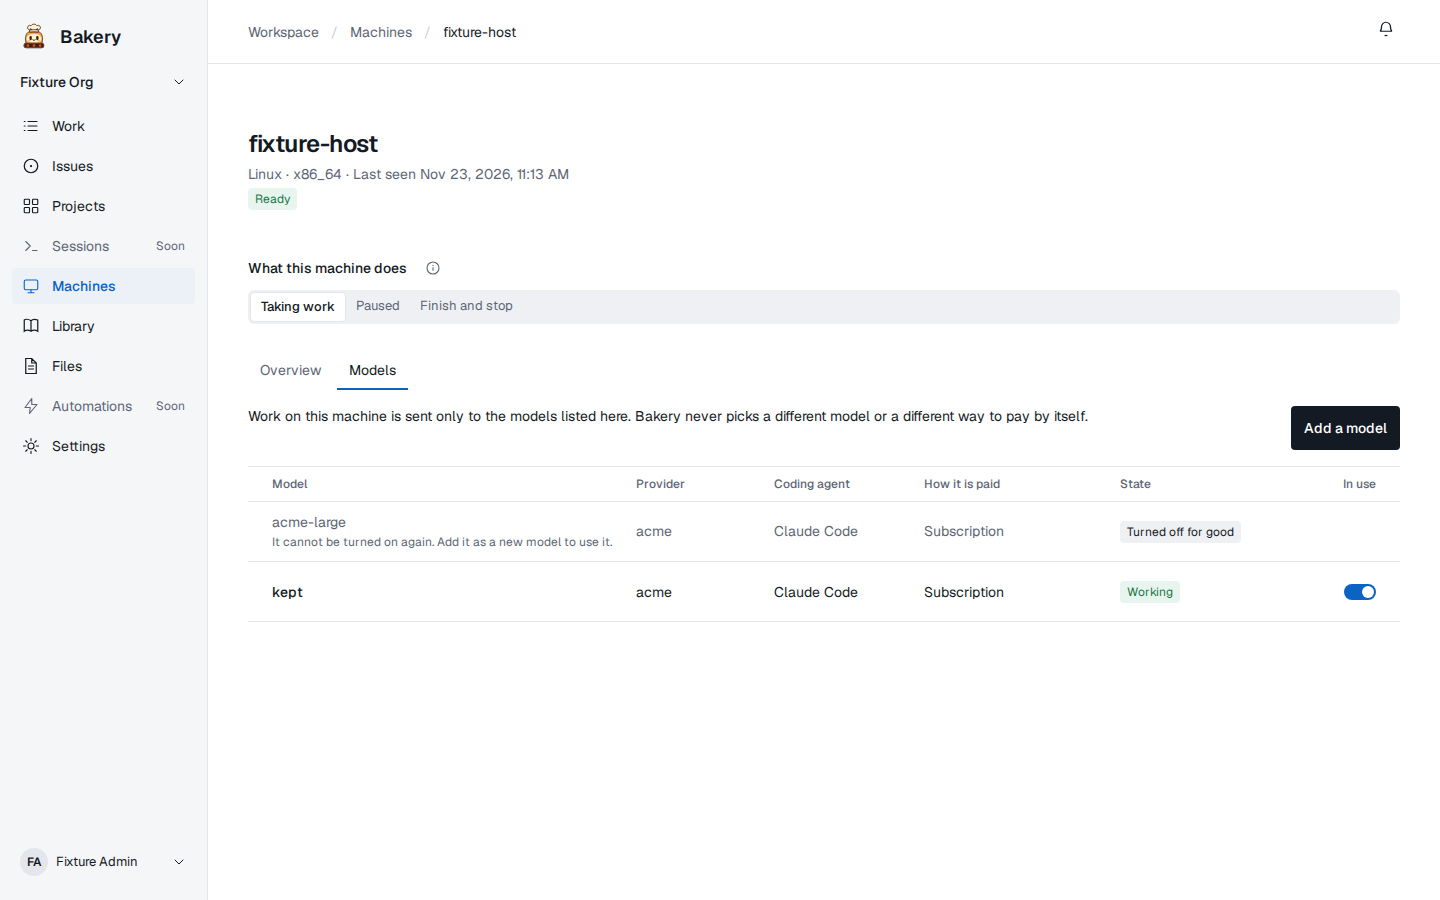 Bakery
Fixture Org
Work
Issues
Projects
Sessions Soon
Machines
Library
Files
Automations Soon
Settings
FA Fixture Admin
Workspace / Machines / fixture-host
fixture-host
Linux · x86_64 · Last seen Nov 23, 2026, 11:13 AM
Ready
What this machine does
Taking work Paused Finish and stop
Overview Models
Work on this machine is sent only to the models listed here. Bakery never picks a different model or a different way to pay by itself.
Add a model
Model Provider Coding agent How it is paid State In use
acme-large acme Claude Code Subscription Turned off for good
It cannot be turned on again. Add it as a new model to use it.
kept acme Claude Code Subscription Working